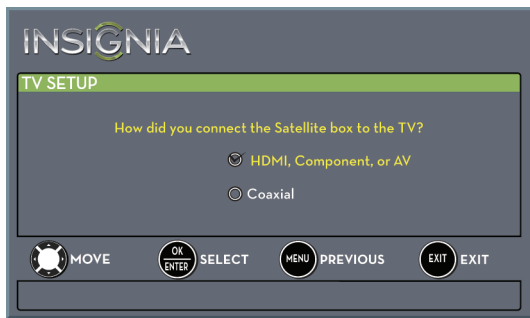 INSIGNIA
TV SETUP
How did you connect the Satellite box to the TV?
HDMI, Component, or AV
Coaxial
MOVE OK ENTER SELECT MENU PREVIOUS EXIT EXIT